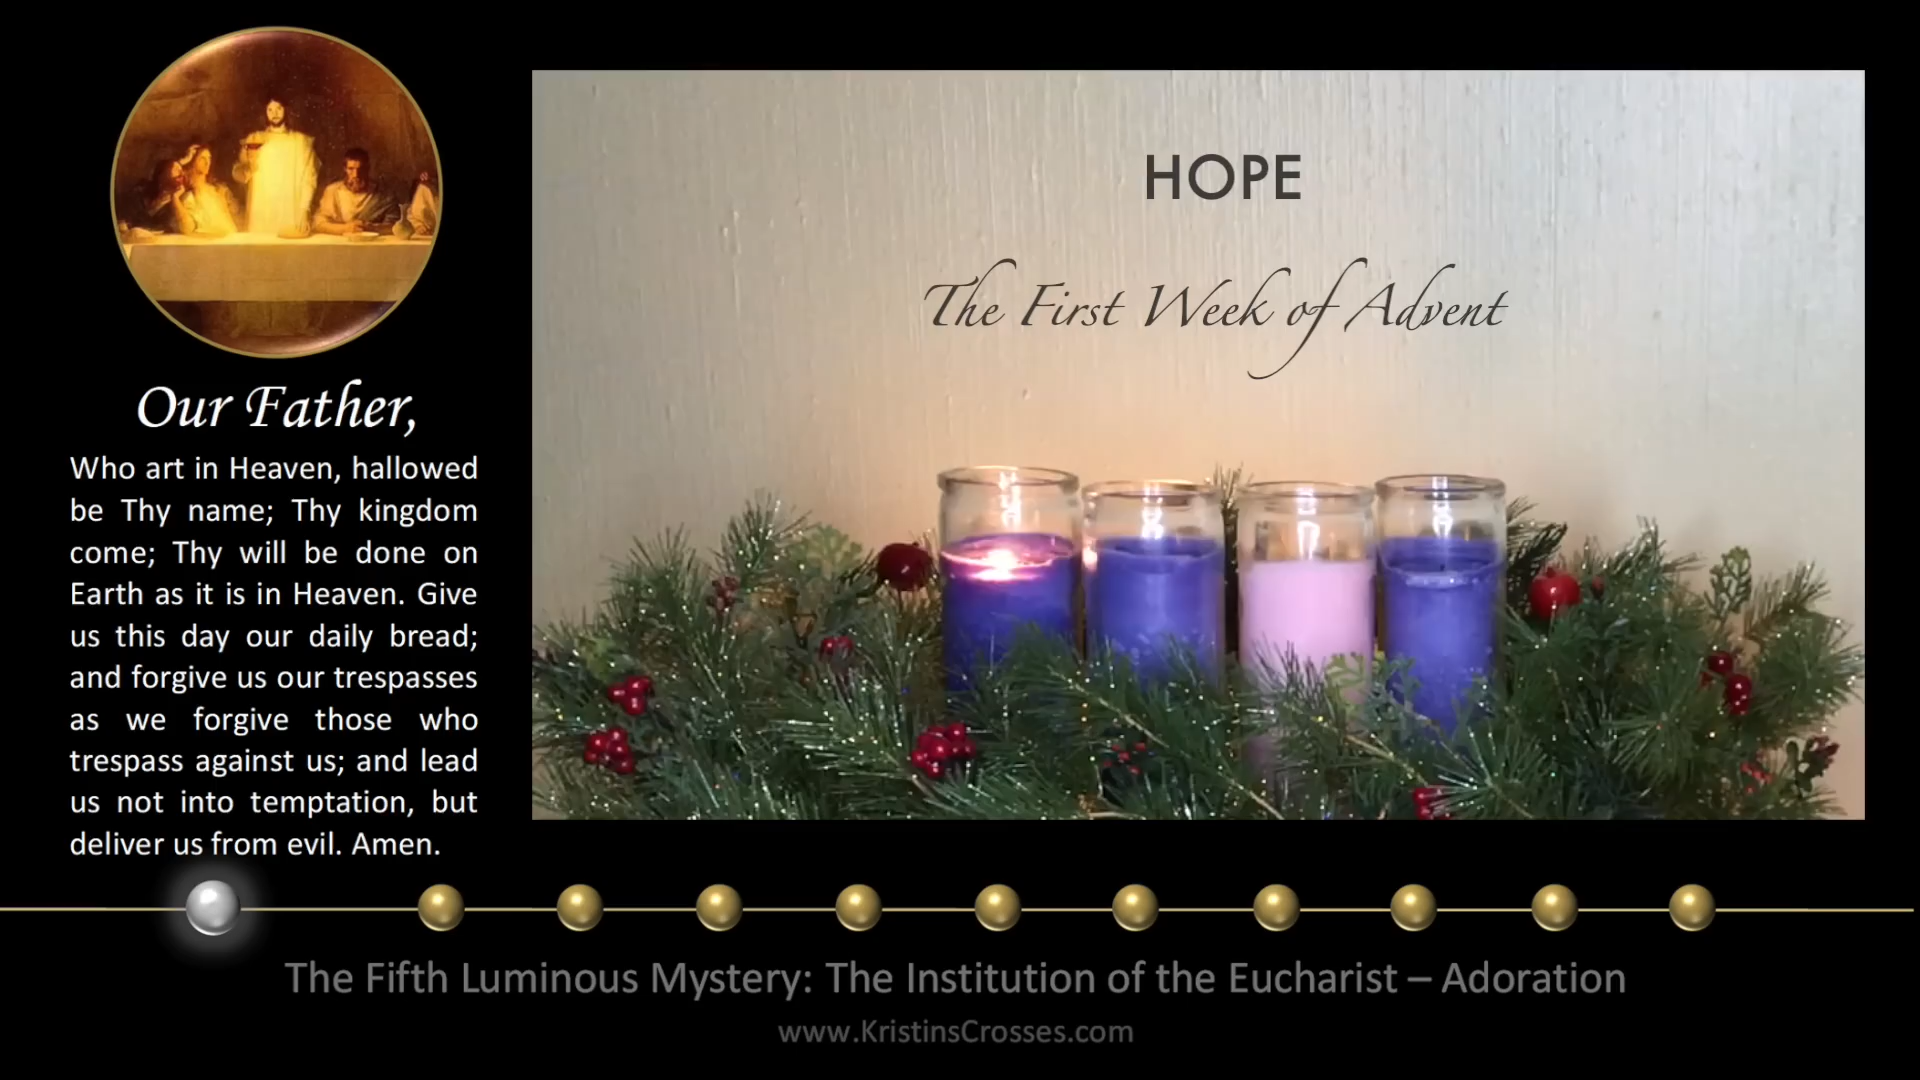 Our Father,
Who art in Heaven, hallowed
be Thy name; Thy kingdom
come; Thy will be done on
Earth as it is in Heaven. Give
us this day our daily bread;
and forgive us our trespasses
as we forgive those who
trespass against us; and lead
us not into temptation, but
deliver us from evil. Amen.
HOPE
The First Week of Advent
The Fifth Luminous Mystery: The Institution of the Eucharist – Adoration
www.KristinsCrosses.com